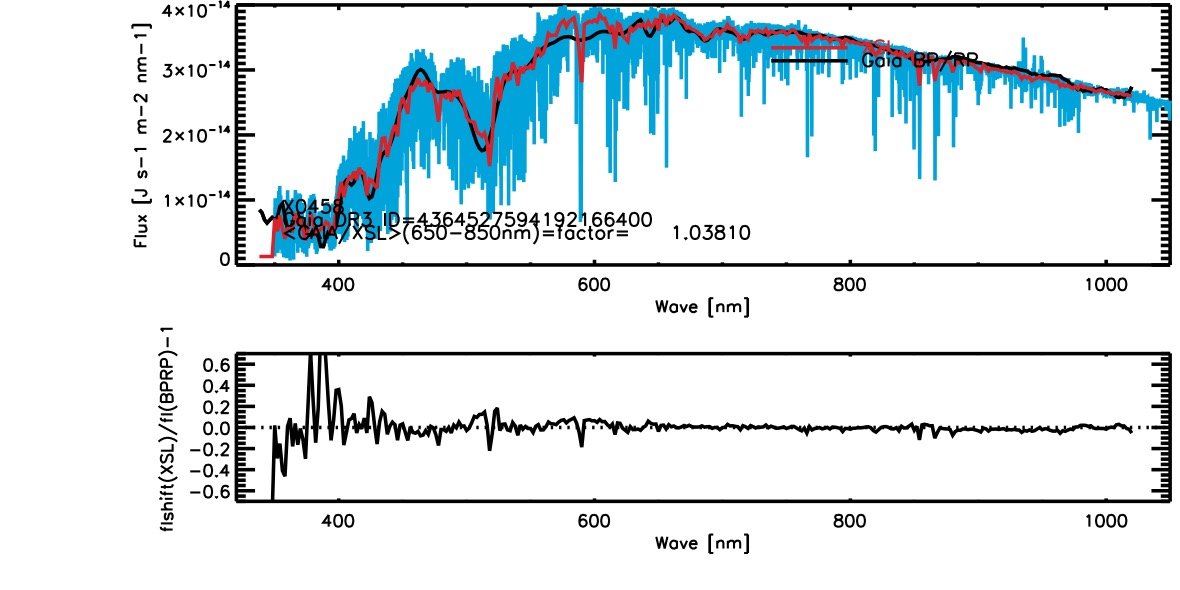 4×10−14
3×10−14
2×10−14
1×10−14
0
Flux [J s−1 m−2 nm−1]
Gaia BP/RP
X0458
Gaia DR3 ID=4364527594192166400
<GAIA/XSL>(650−850nm)=factor= 1.03810
400 600 800 1000
Wave [nm]
0.6
0.4
0.2
0.0
−0.2
−0.4
−0.6
flshift(XSL)/fl(BPRP)−1
400 600 800 1000
Wave [nm]